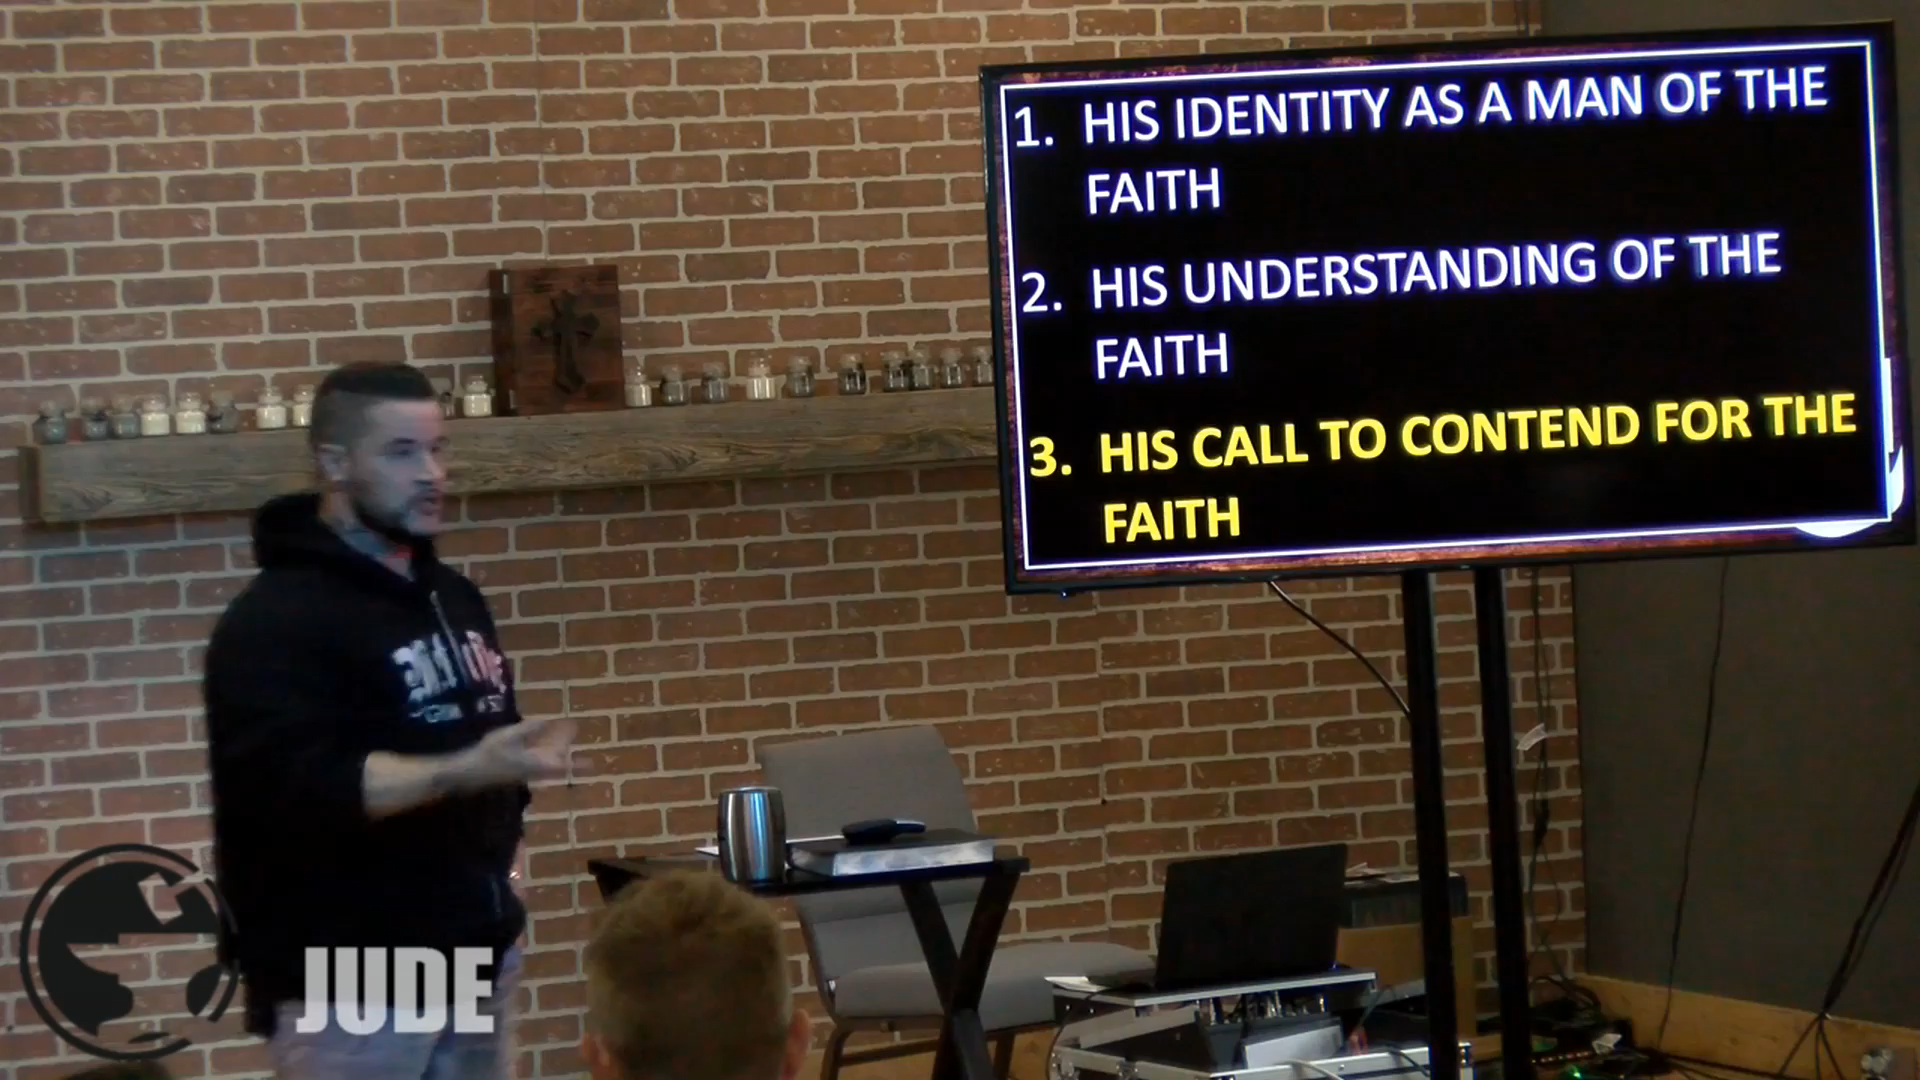 1. HIS IDENTITY AS A MAN OF THE
FAITH
2. HIS UNDERSTANDING OF THE
FAITH
3. HIS CALL TO CONTEND FOR THE
FAITH
JUDE